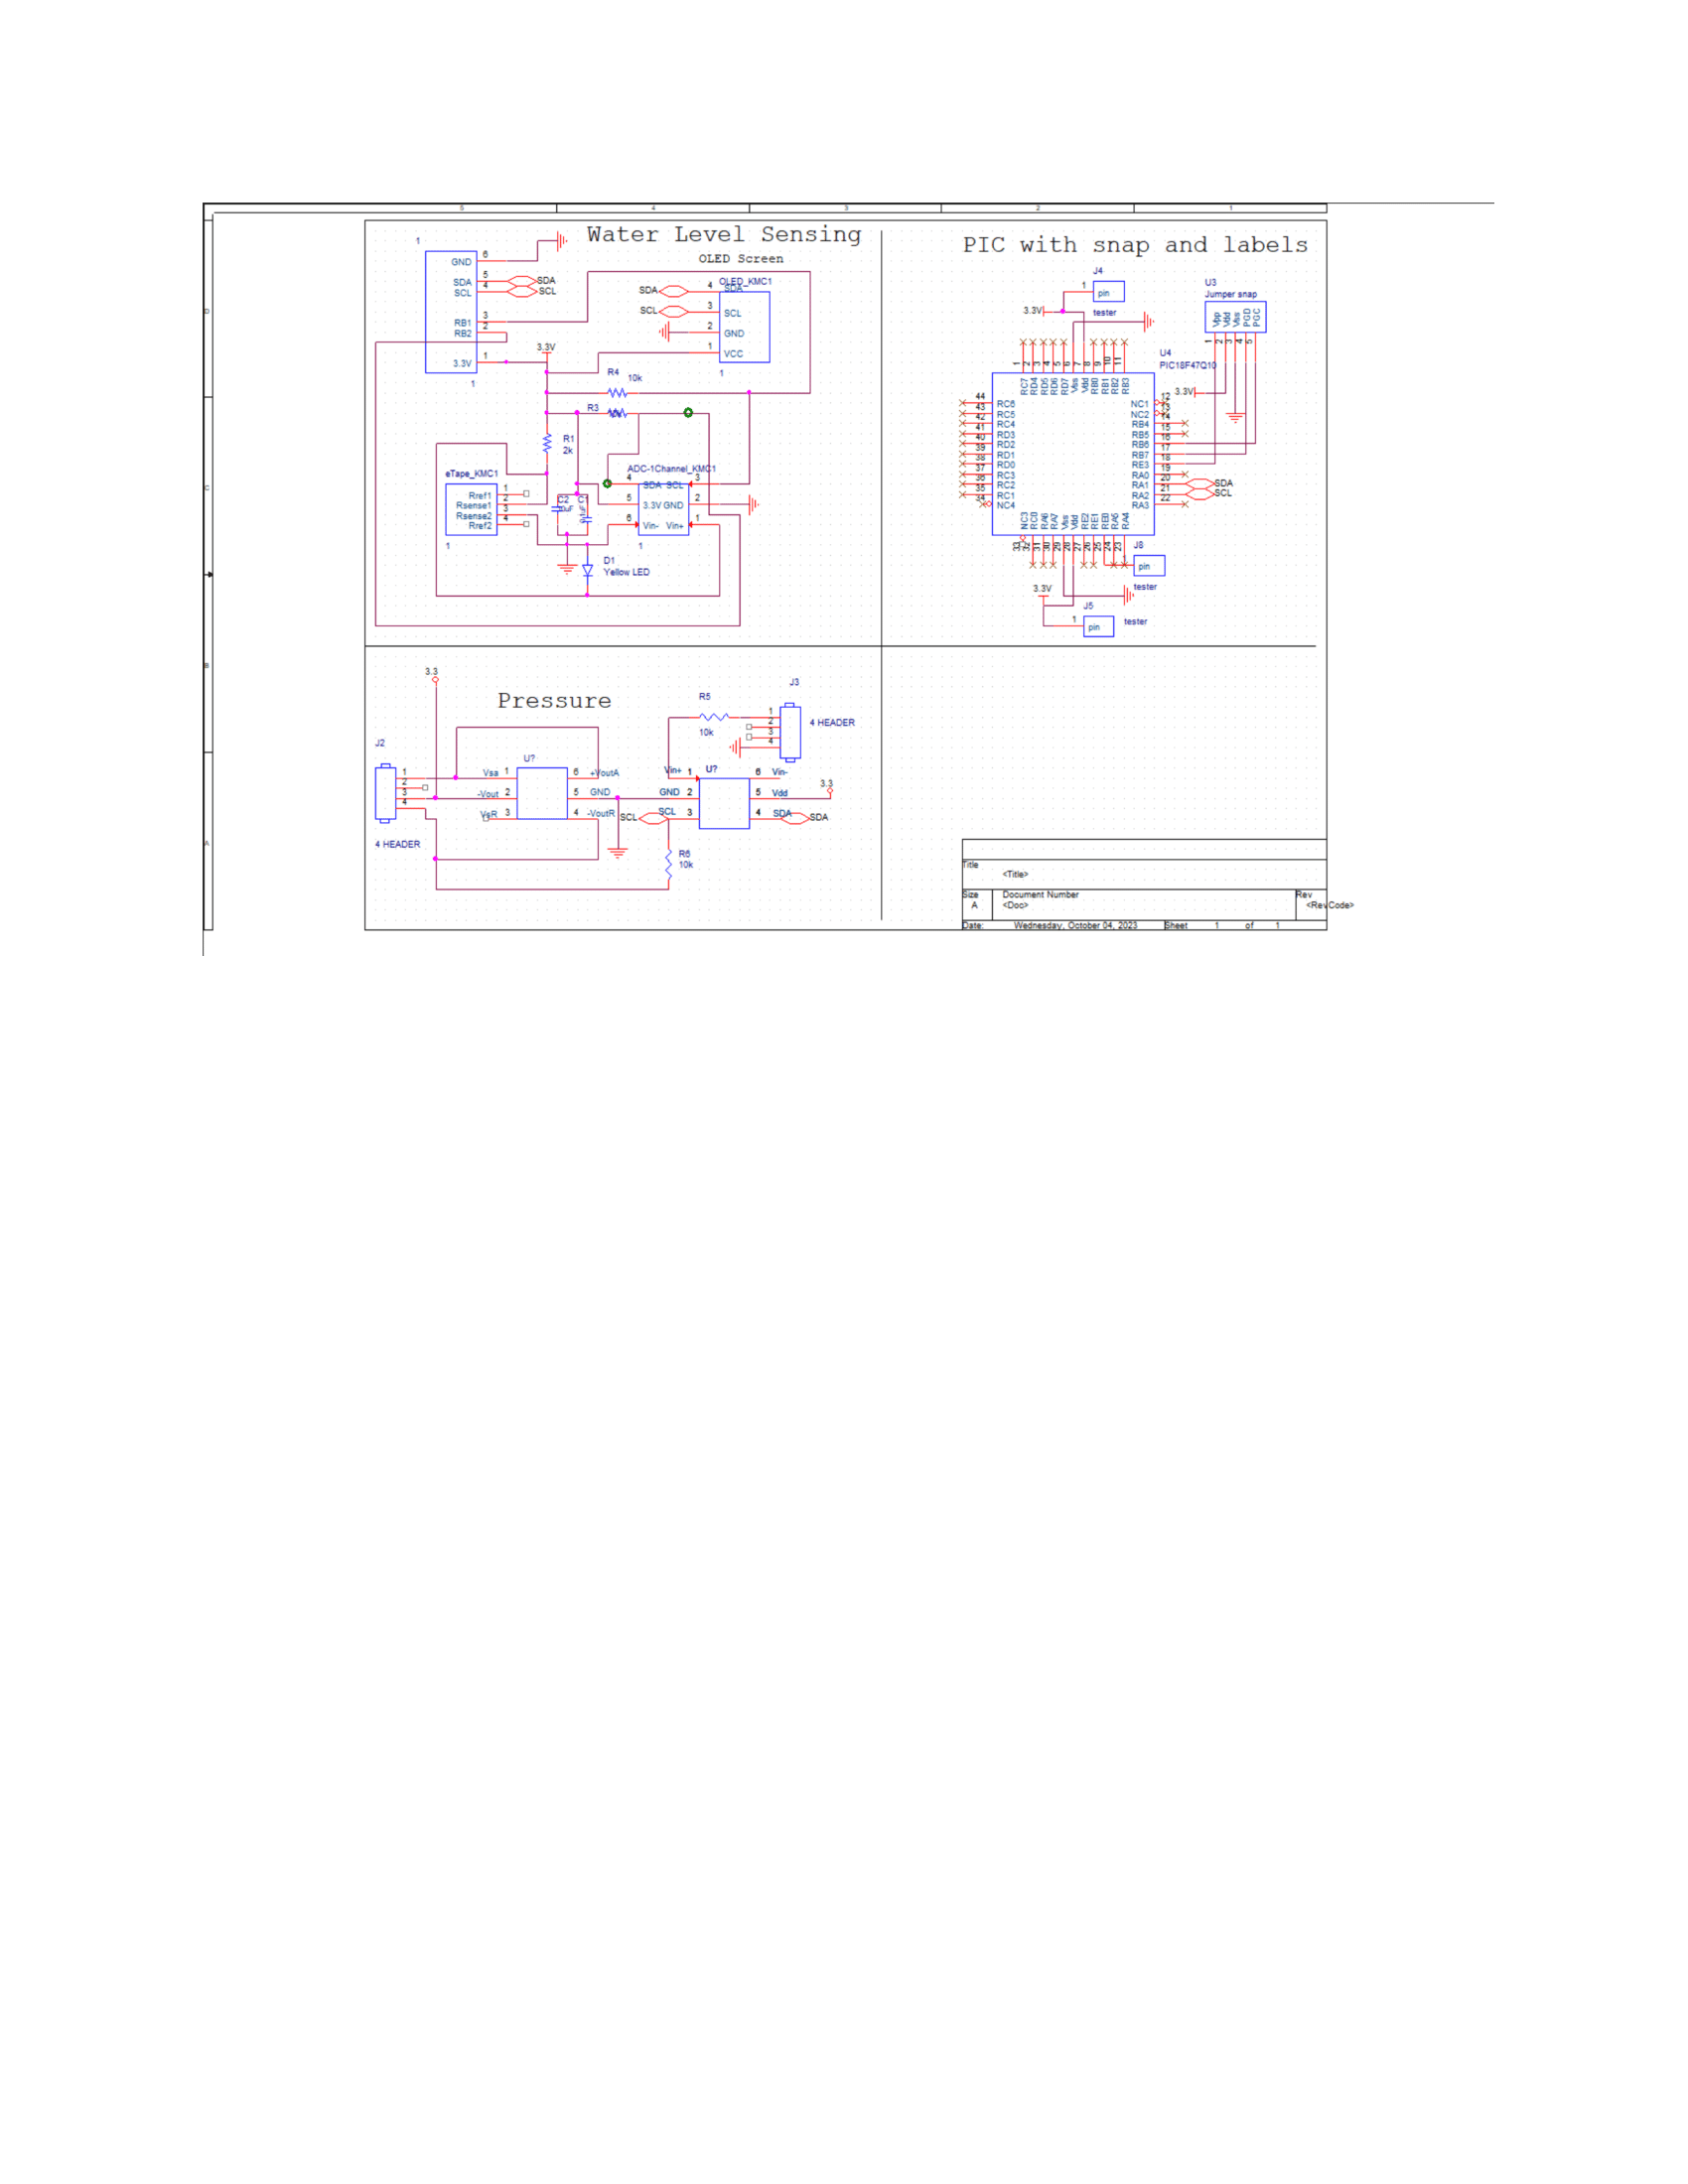 5 4 3 2 1
D
C
B
A
Water Level Sensing
OLED Screen
1
GND 6
SDA 5
SCL 4
RB1 3
RB2 2
3.3V 1
1
SDA
SCL
OLED_KMC1
SDA 4 SDA
SCL 3 SCL
2 GND
1 VCC
1
3.3V
R4
10k
R3
R1
2k
eTape_KMC1
Rref1 1
Rsense1 2
Rsense2 3
Rref2 4
1
C2
C1
ADC-1Channel_KMC1
4 SDA SCL 3
5 3.3V GND 2
6 Vin- Vin+ 1
1
D1
Yellow LED
PIC with snap and labels
J4
1 pin
tester
3.3V
U3
Jumper snap
Vpp Vdd Vss PGD PGC
1 2 3 4 5
3.3V
U4
PIC18F47Q10
1 2 3 4 5 6 7 8 9 10 11
RC7 RD4 RD5 RD6 RD7 Vss Vdd RB0 RB1 RB2 RB3
44 RC6
43 RC5
42 RC4
41 RD3
40 RD2
39 RD1
38 RD0
37 RC3
36 RC2
35 RC1
34 NC4
NC1 12
NC2 13
RB4 14
RB5 15
RB6 16
RB7 17
RE3 18
RA0 19
RA1 20 SDA
RA2 21 SCL
RA3 22
NC3 RC0 RA6 RA7 Vss Vdd RE2 RE1 RE0 RA5 RA4
33 32 31 30 29 28 27 26 25 24 23
J8
pin
tester
3.3V
J5
1 pin
tester
Pressure
3.3
J2
1
2
3
4
4 HEADER
U?
Vsa 1
-Vout 2
VsR 3
6 +VoutA
5 GND
4 -VoutR
R5
10k
J3
1
2
3
4
4 HEADER
U?
Vin+ 1
GND 2
SCL SCL 3
6 Vin-
5 Vdd
4 SDA SDA
3.3
R6
10k
Title
<Title>
Size
A
Document Number
<Doc>
Rev
<RevCode>
Date: Wednesday, October 04, 2023 Sheet 1 of 1